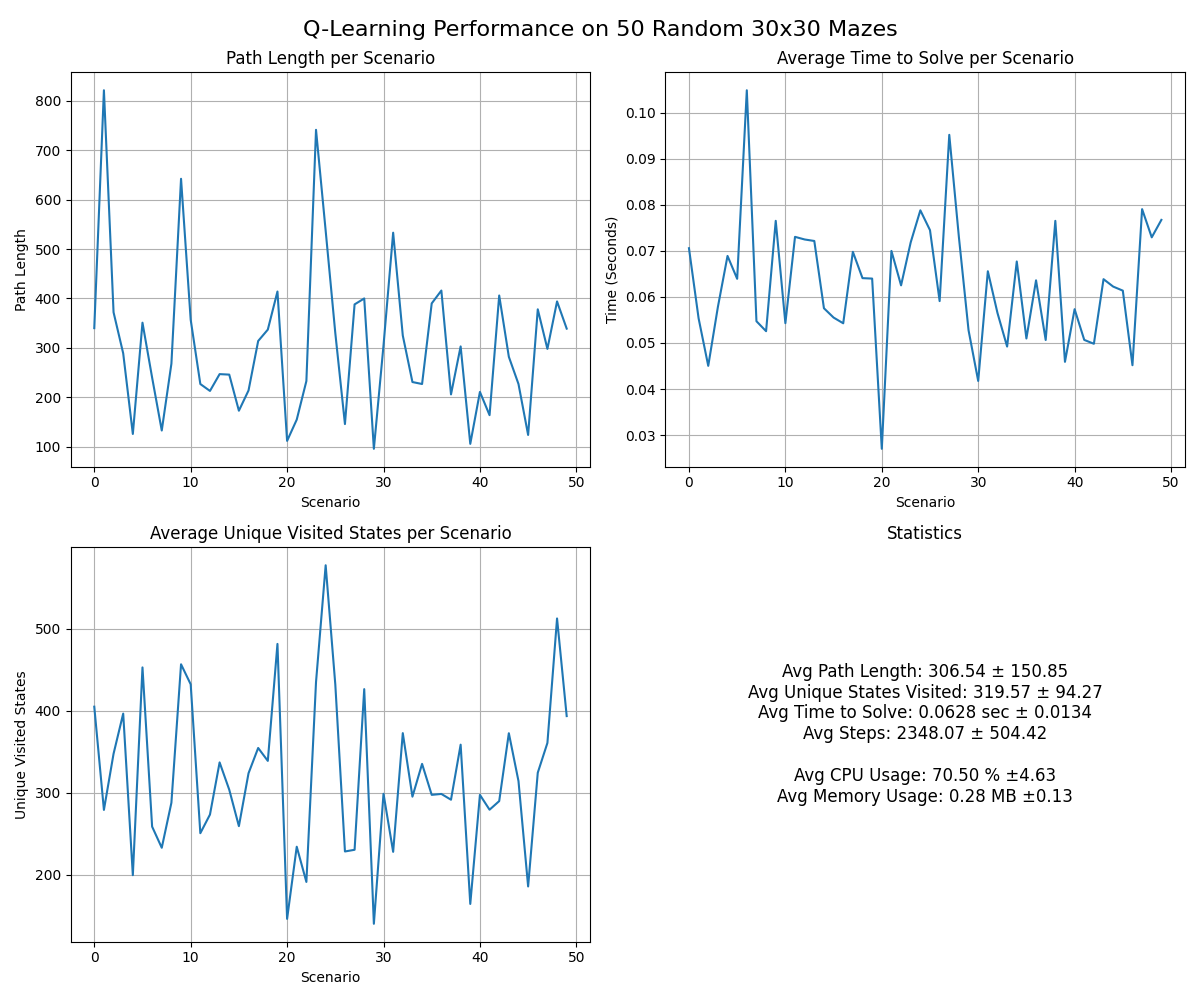 Q-Learning Performance on 50 Random 30x30 Mazes
Path Length per Scenario
Path Length
800
700
600
500
400
300
200
100
0 10 20 30 40 50
Scenario
Average Time to Solve per Scenario
Time (Seconds)
0.10
0.09
0.08
0.07
0.06
0.05
0.04
0.03
0 10 20 30 40 50
Scenario
Average Unique Visited States per Scenario
Unique Visited States
500
400
300
200
0 10 20 30 40 50
Scenario
Statistics
Avg Path Length: 306.54 ± 150.85
Avg Unique States Visited: 319.57 ± 94.27
Avg Time to Solve: 0.0628 sec ± 0.0134
Avg Steps: 2348.07 ± 504.42
Avg CPU Usage: 70.50 % ±4.63
Avg Memory Usage: 0.28 MB ±0.13